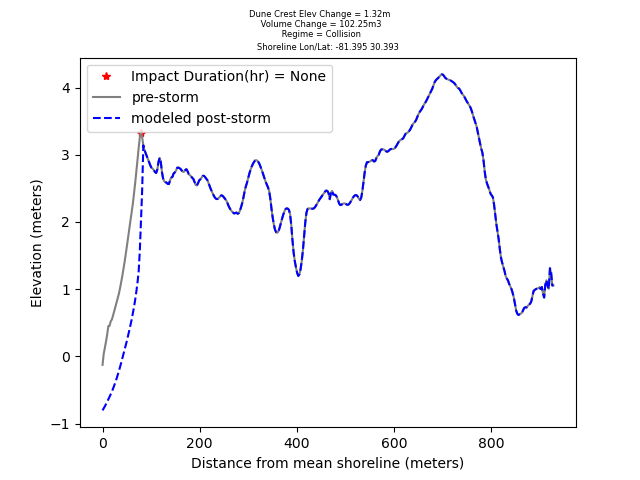 Dune Crest Elev Change = 1.32m
Volume Change = 102.25m3
Regime = Collision
Shoreline Lon/Lat: -81.395 30.393
Impact Duration(hr) = None
pre-storm
modeled post-storm
4
3
2
1
0
−1
Elevation (meters)
0 200 400 600 800
Distance from mean shoreline (meters)